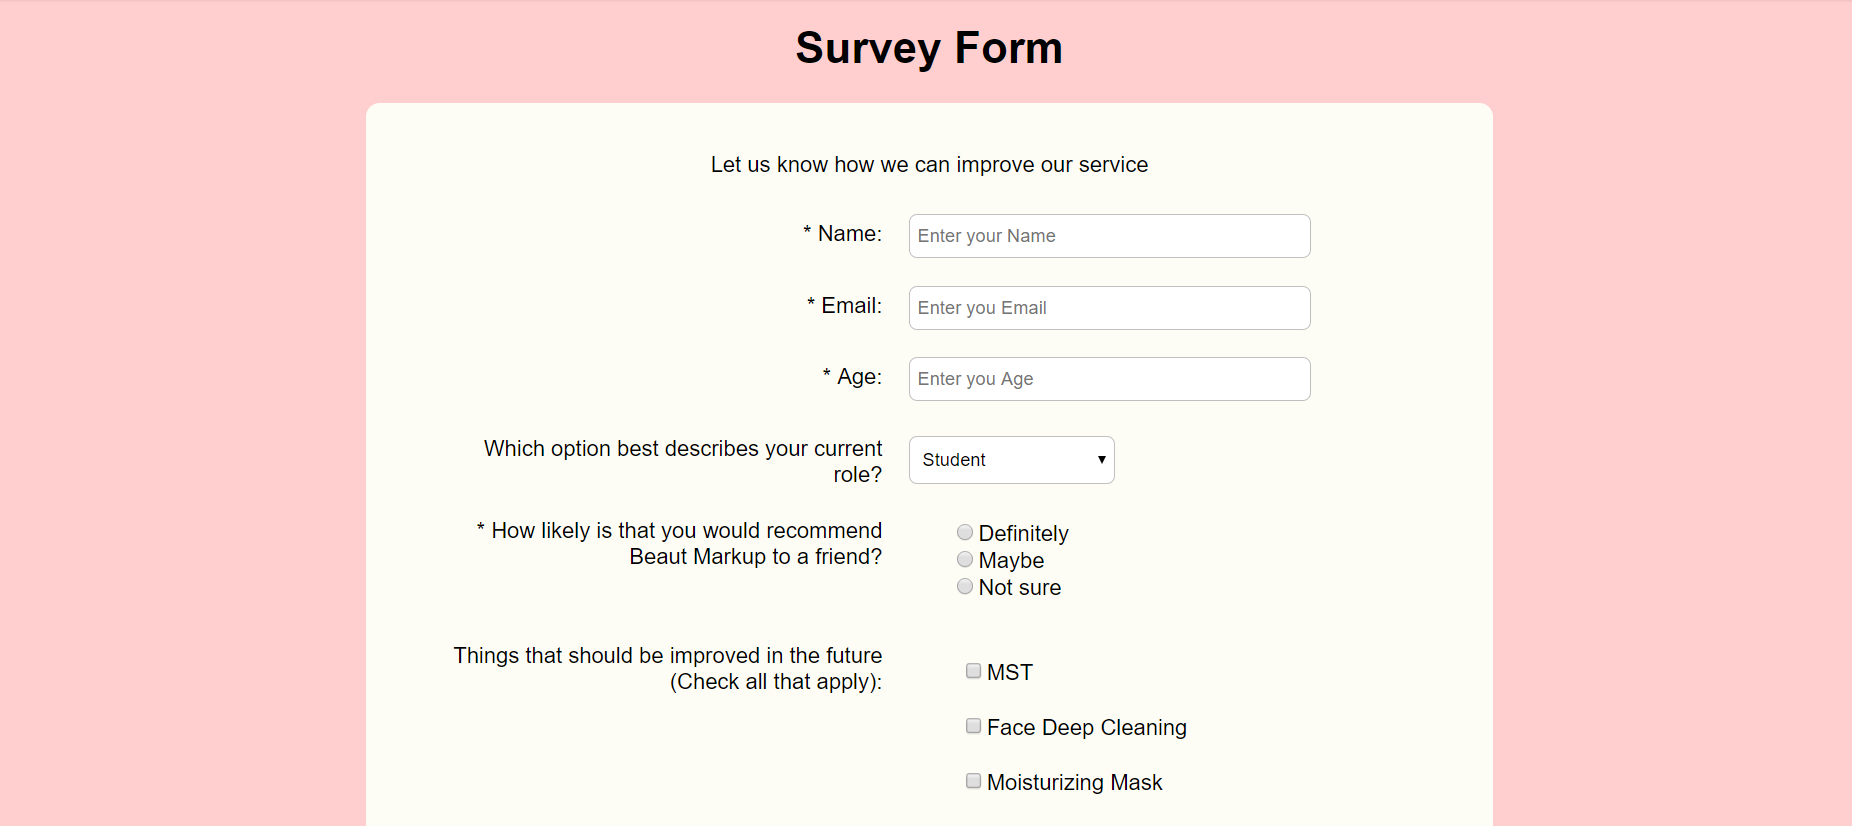 Survey Form
Let us know how we can improve our service
* Name:
Enter your Name
* Email:
Enter you Email
* Age:
Enter you Age
Which option best describes your current
role?
Student
* How likely is that you would recommend
Beaut Markup to a friend?
Definitely
Maybe
Not sure
Things that should be improved in the future
(Check all that apply):
MST
Face Deep Cleaning
Moisturizing Mask